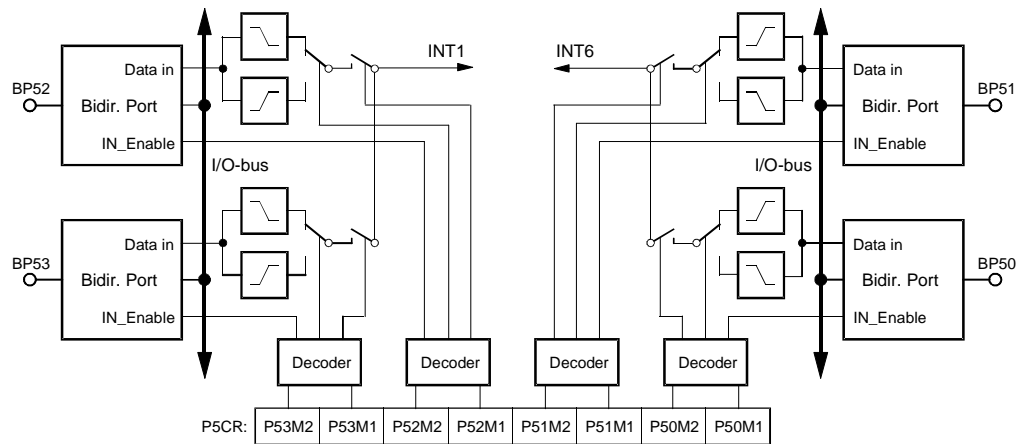 INT1 INT6
BP52 Data in Bidir. Port IN_Enable
Data in Bidir. Port IN_Enable BP51
I/O-bus I/O-bus
BP53 Data in Bidir. Port IN_Enable
Data in Bidir. Port IN_Enable BP50
Decoder Decoder Decoder Decoder
P5CR: P53M2 P53M1 P52M2 P52M1 P51M2 P51M1 P50M2 P50M1